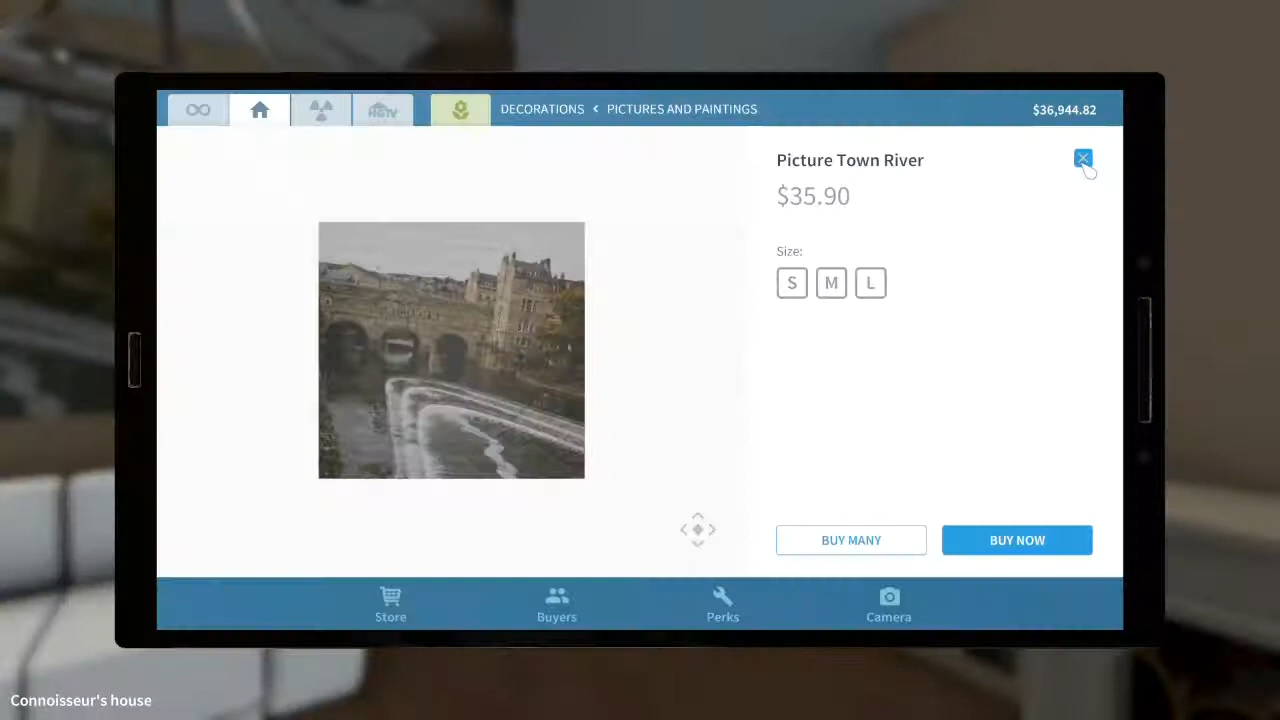 HGTV
DECORATIONS < PICTURES AND PAINTINGS
$36,944.82
Picture Town River
$35.90
Size:
S M L
BUY MANY
BUY NOW
Store
Buyers
Perks
Camera
Connoisseur's house